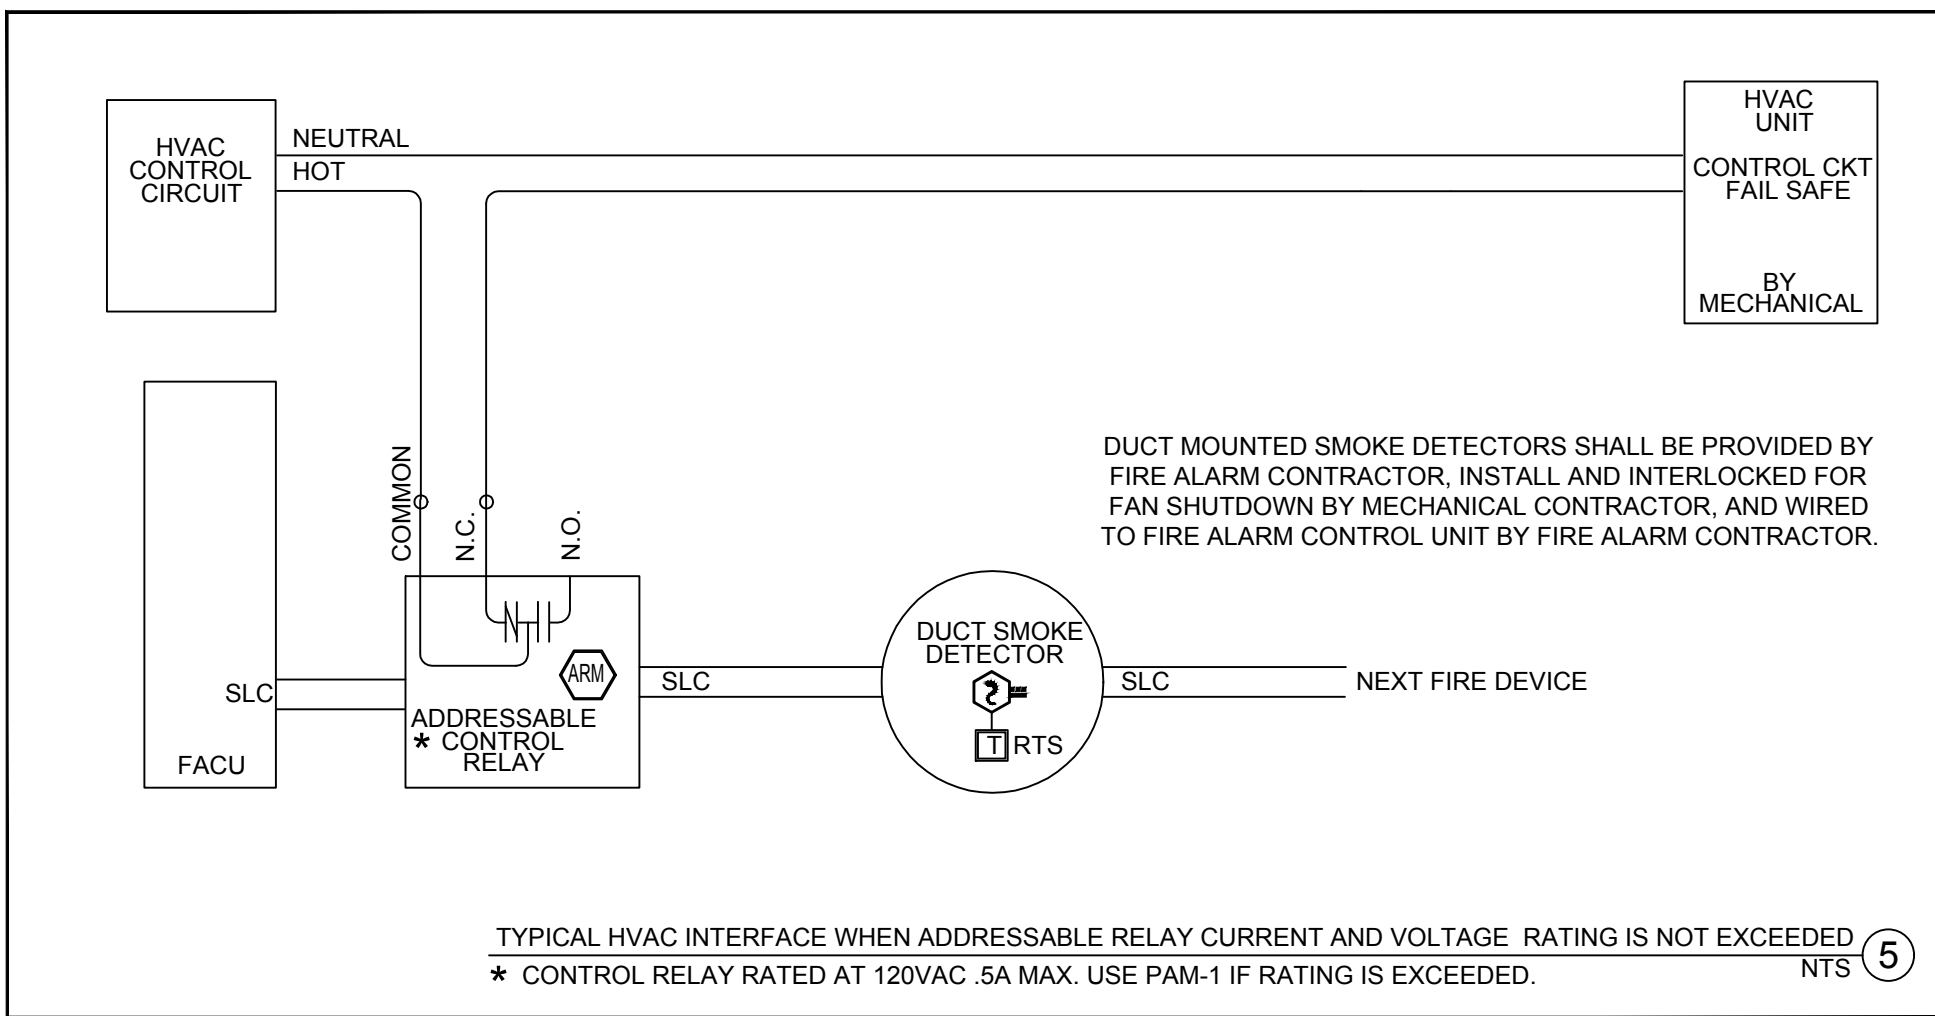 HVAC
CONTROL
CIRCUIT
NEUTRAL
HOT
HVAC
UNIT
CONTROL CKT
FAIL SAFE
BY
MECHANICAL
COMMON
N.C.
N.O.
DUCT MOUNTED SMOKE DETECTORS SHALL BE PROVIDED BY
FIRE ALARM CONTRACTOR, INSTALL AND INTERLOCKED FOR
FAN SHUTDOWN BY MECHANICAL CONTRACTOR, AND WIRED
TO FIRE ALARM CONTROL UNIT BY FIRE ALARM CONTRACTOR.
SLC
FACU
ARM
ADDRESSABLE
* CONTROL
RELAY
SLC
DUCT SMOKE
DETECTOR
T RTS
SLC
NEXT FIRE DEVICE
TYPICAL HVAC INTERFACE WHEN ADDRESSABLE RELAY CURRENT AND VOLTAGE RATING IS NOT EXCEEDED
* CONTROL RELAY RATED AT 120VAC .5A MAX. USE PAM-1 IF RATING IS EXCEEDED.
NTS
5